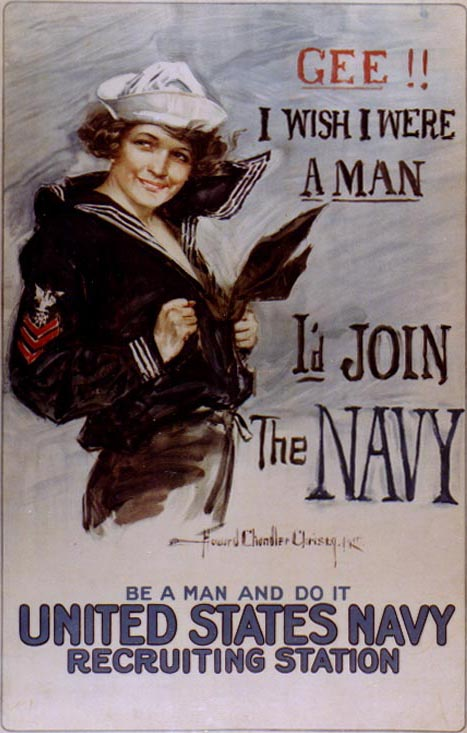 GEE !!
I WISH I WERE
A MAN
I'd JOIN
The NAVY
Howard Chandler Christy
BE A MAN AND DO IT
UNITED STATES NAVY
RECRUITING STATION